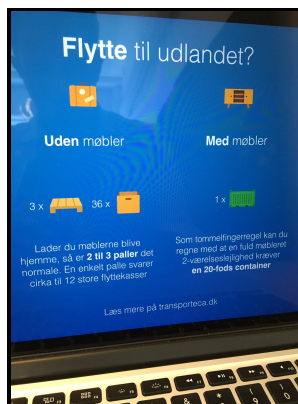 Flytte til udlandet?
Uden møbler
Med møbler
3 x
36 x
1 x
Lader du møblerne blive
hjemme, så er 2 til 3 paller det
normale. En enkelt palle svarer
cirka til 12 store flyttekasser
Som tommelfingerregel kan du
regne med at en fuld møbleret
2-værelseslejlighed kræver
en 20-fods container
Læs mere på transporteca.dk